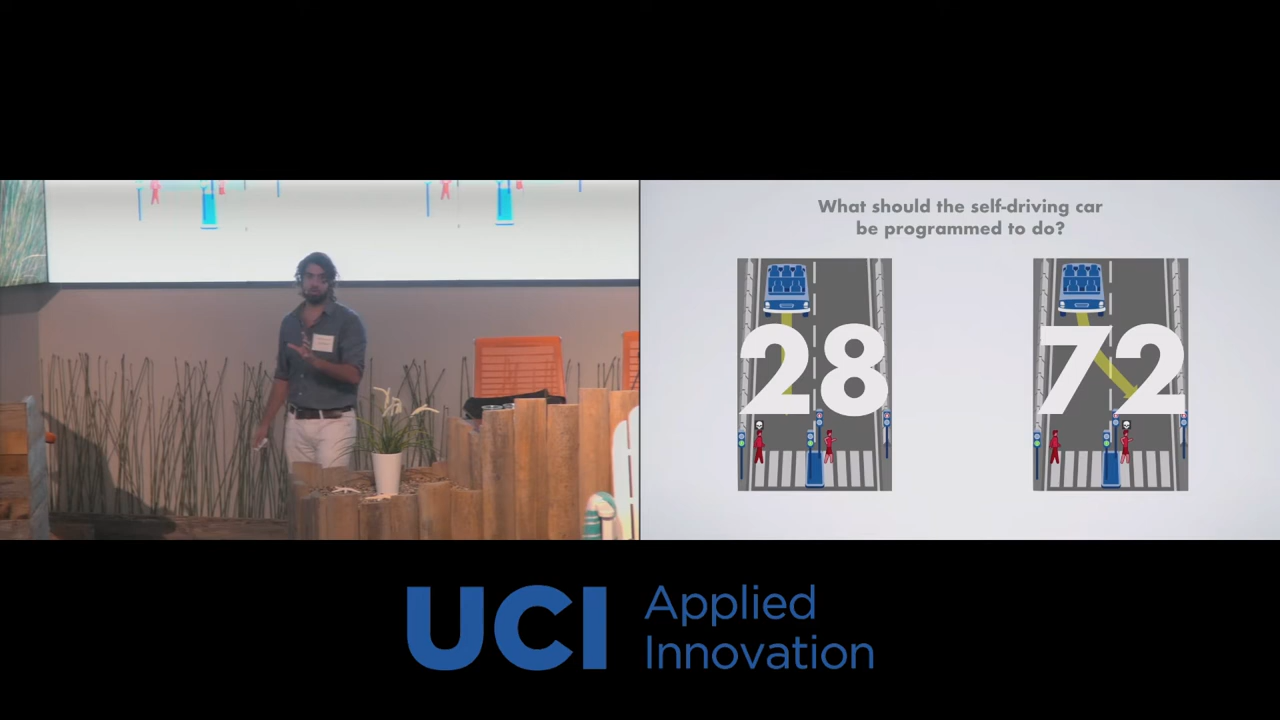 What should the self-driving car
be programmed to do?
28
72
UCI
Applied
Innovation